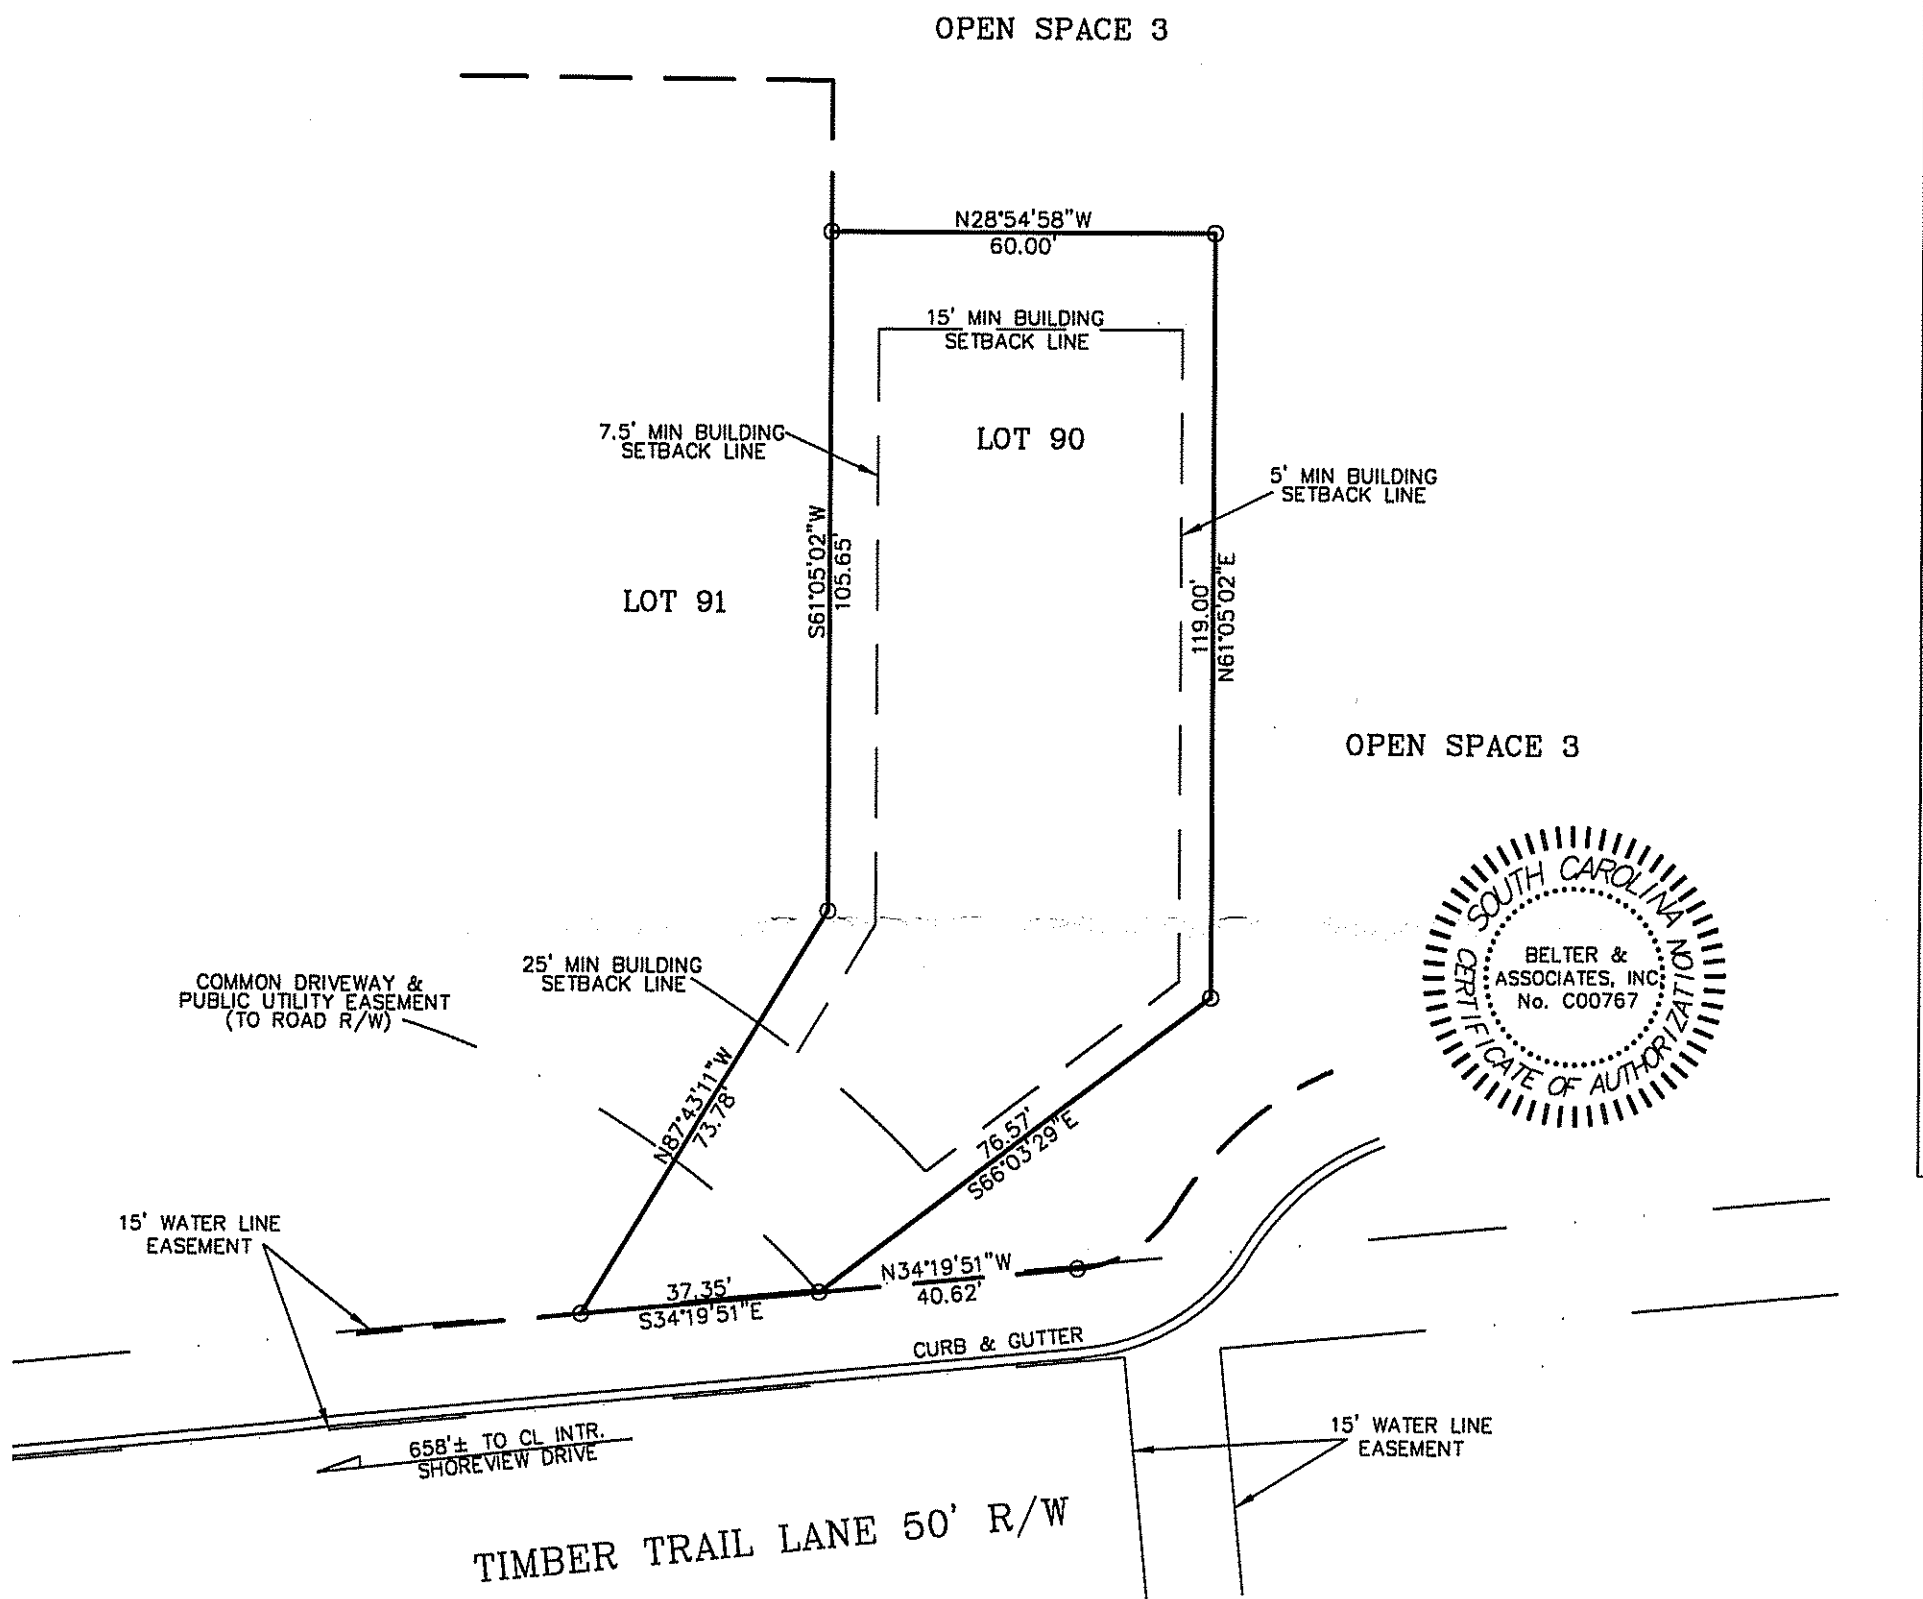 OPEN SPACE 3
N28°54'58"W
60.00'
15' MIN BUILDING
SETBACK LINE
7.5' MIN BUILDING
SETBACK LINE
LOT 90
5' MIN BUILDING
SETBACK LINE
S61°05'02"W
105.65'
119.00'
N61°05'02"E
LOT 91
OPEN SPACE 3
SOUTH CAROLINA
CERTIFICATE OF AUTHORIZATION
BELTER &
ASSOCIATES, INC
No. C00767
25' MIN BUILDING
SETBACK LINE
COMMON DRIVEWAY &
PUBLIC UTILITY EASEMENT
(TO ROAD R/W)
N87°43'11"W
73.78'
76.57'
S66°03'29"E
15' WATER LINE
EASEMENT
37.35'
S34°19'51"E
N34°19'51"W
40.62'
CURB & GUTTER
658'± TO CL INTR.
SHOREVIEW DRIVE
15' WATER LINE
EASEMENT
TIMBER TRAIL LANE 50' R/W